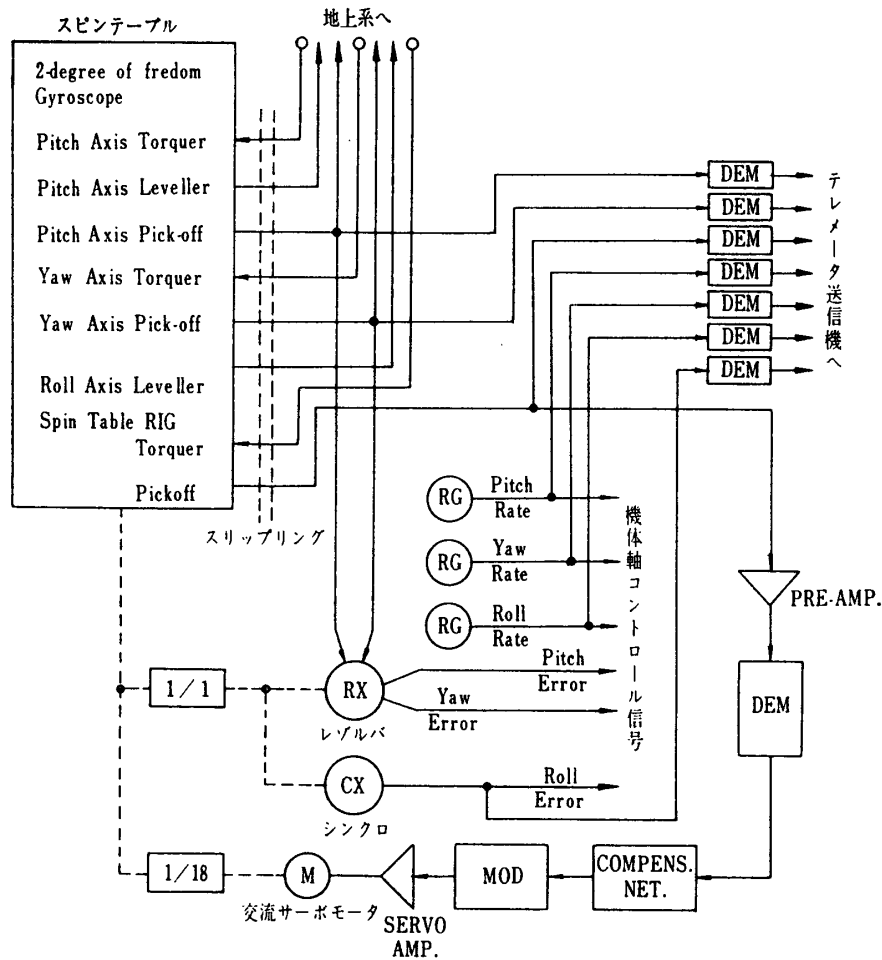 スピンテーブル
地上系へ
2-degree of fredom
Gyroscope
Pitch Axis Torquer
Pitch Axis Leveller
Pitch Axis Pick-off
Yaw Axis Torquer
Yaw Axis Pick-off
Roll Axis Leveller
Spin Table RIG
Torquer
Pickoff
スリップリング
DEM
DEM
DEM
DEM
DEM
DEM
DEM
テレメータ送信機へ
RG
Pitch
Rate
RG
Yaw
Rate
RG
Roll
Rate
機体軸コントロール信号
PRE-AMP.
DEM
1/1
RX
レゾルバ
Pitch
Error
Yaw
Error
CX
シンクロ
Roll
Error
1/18
M
交流サーボモータ
SERVO
AMP.
MOD
COMPENS.
NET.